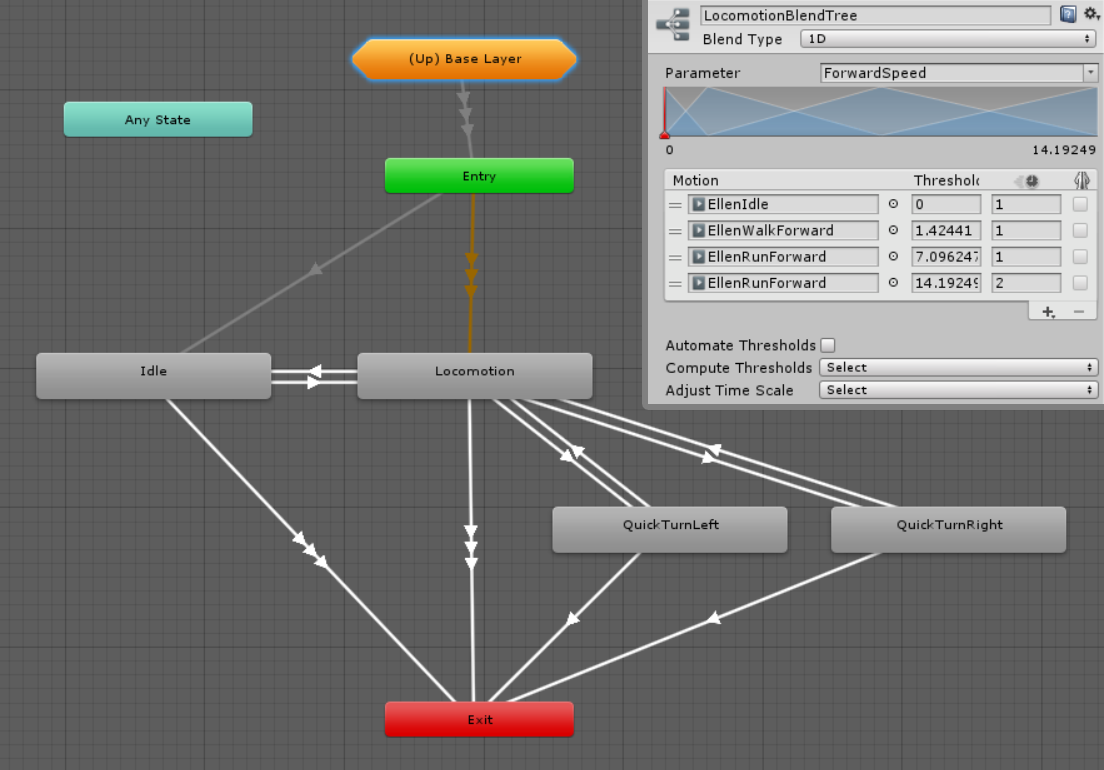 (Up) Base Layer
Any State
Entry
Idle
Locomotion
QuickTurnLeft
QuickTurnRight
Exit
LocomotionBlendTree
Blend Type 1D
Parameter ForwardSpeed
0 14.19249
Motion Threshol
EllenIdle 0 1
EllenWalkForward 1.42441 1
EllenRunForward 7.096247 1
EllenRunForward 14.19249 2
Automate Thresholds
Compute Thresholds Select
Adjust Time Scale Select